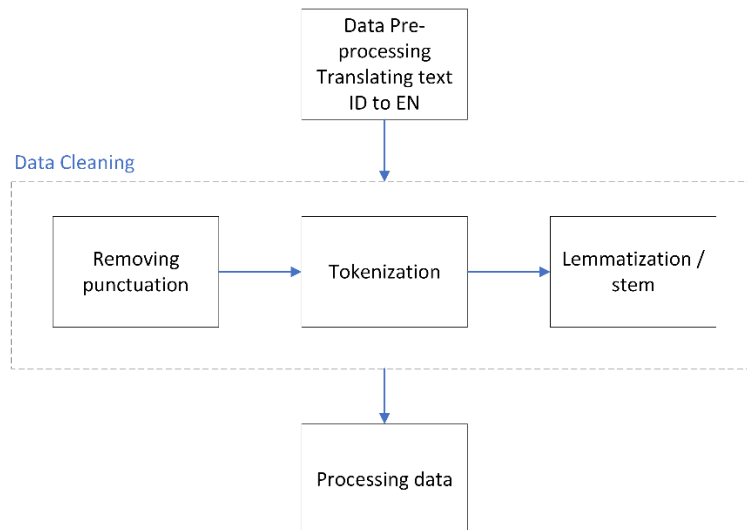 Data Pre-
processing
Translating text
ID to EN
Data Cleaning
Removing
punctuation
Tokenization
Lemmatization /
stem
Processing data